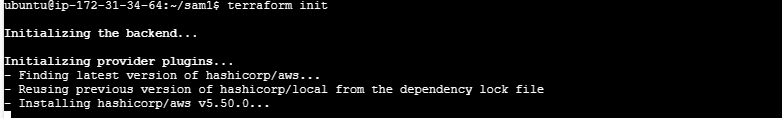 ubuntu@ip-172-31-34-64:~/sam1$ terraform init
Initializing the backend...
Initializing provider plugins...
- Finding latest version of hashicorp/aws...
- Reusing previous version of hashicorp/local from the dependency lock file
- Installing hashicorp/aws v5.50.0...